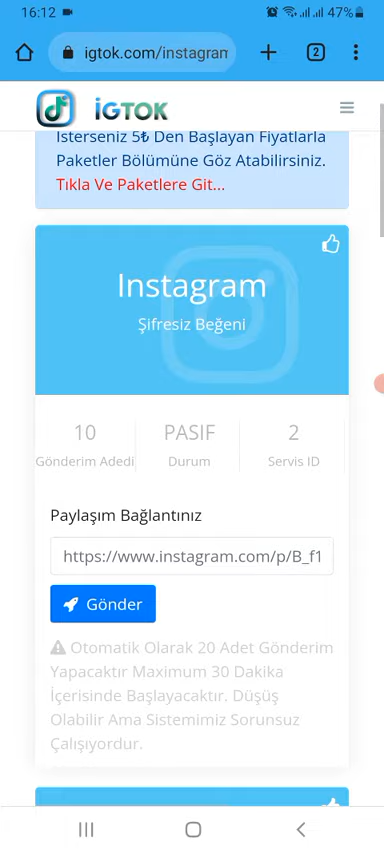 16:12
47%
igtok.com/instagram
2
iGTOK
İsterseniz 5₺ Den Başlayan Fiyatlarla
Paketler Bölümüne Göz Atabilirsiniz.
Tıkla Ve Paketlere Git...
Instagram
Şifresiz Beğeni
10
PASIF
2
Gönderim Adedi
Durum
Servis ID
Paylaşım Bağlantınız
https://www.instagram.com/p/B_f1
Gönder
Otomatik Olarak 20 Adet Gönderim
Yapacaktır Maximum 30 Dakika
İçerisinde Başlayacaktır. Düşüş
Olabilir Ama Sistemimiz Sorunsuz
Çalışıyordur.